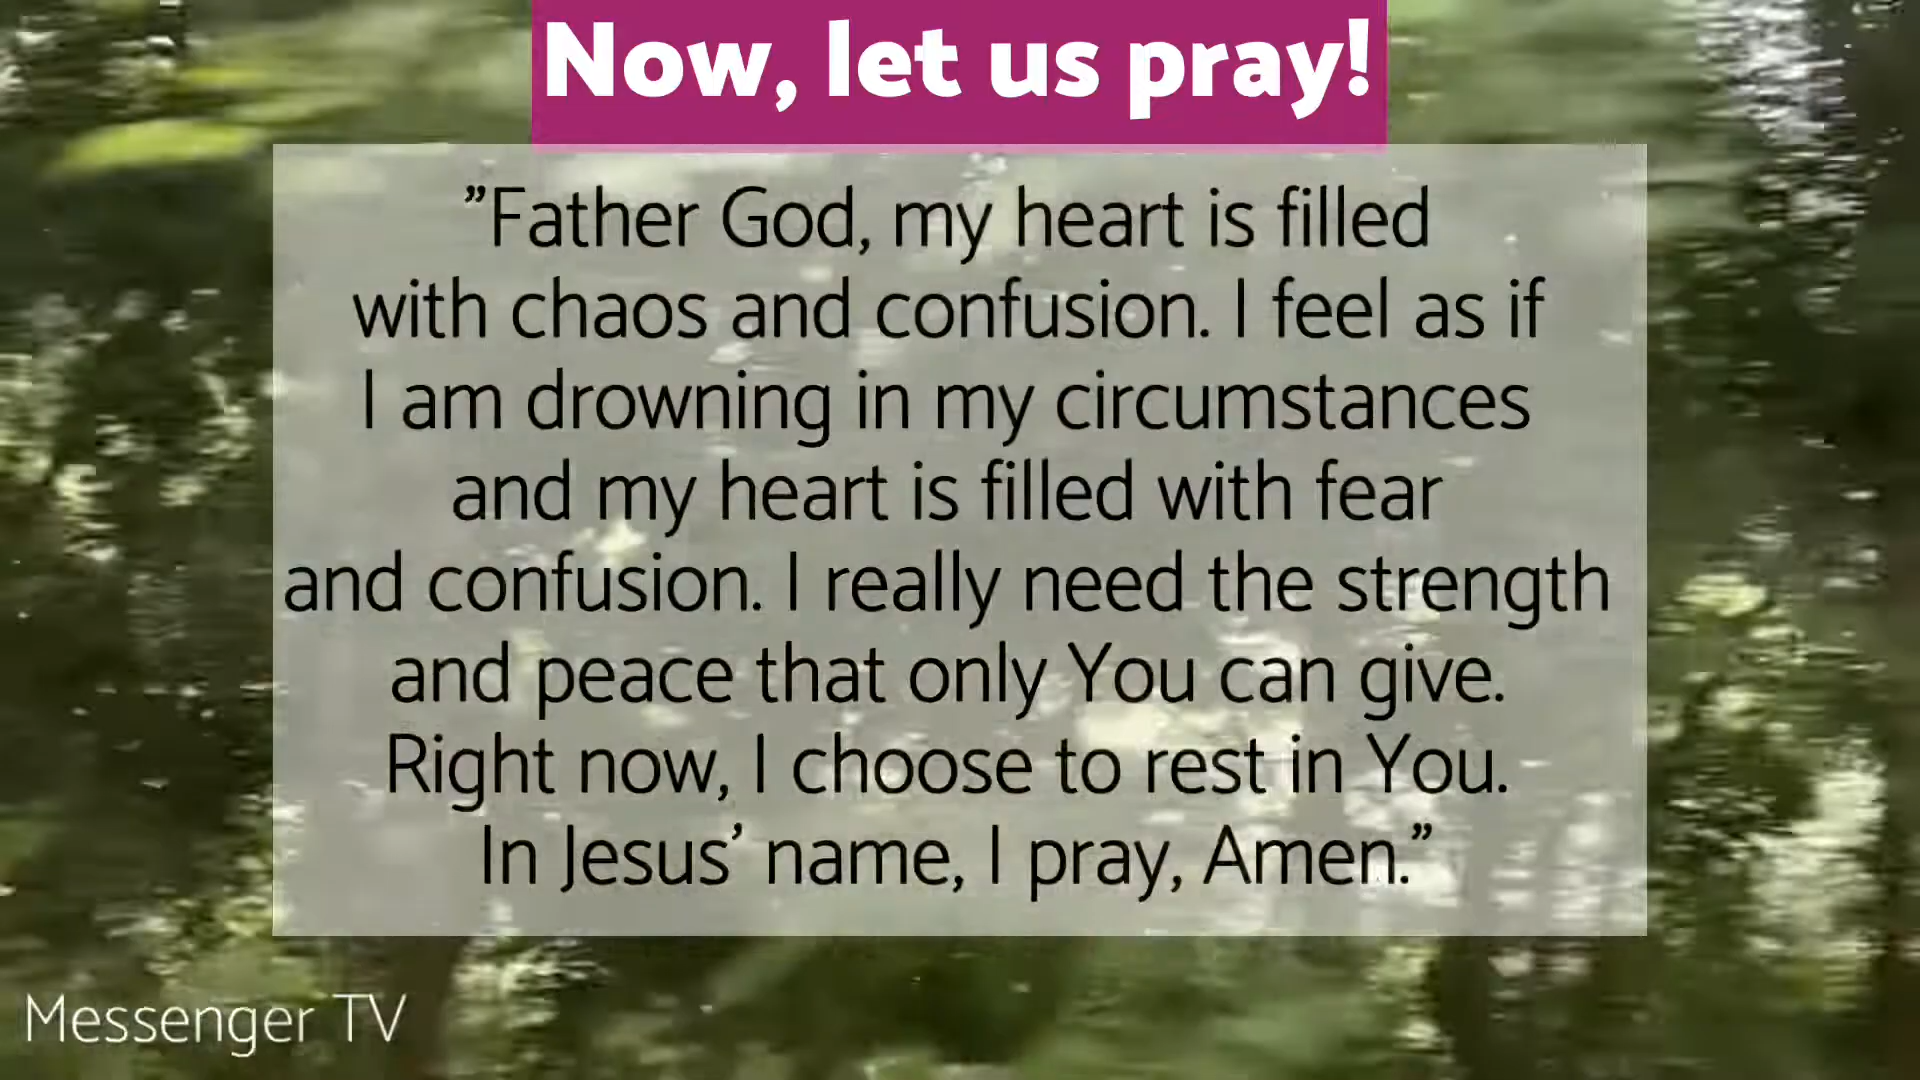 Now, let us pray!
”Father God, my heart is filled
with chaos and confusion. I feel as if
I am drowning in my circumstances
and my heart is filled with fear
and confusion. I really need the strength
and peace that only You can give.
Right now, I choose to rest in You.
In Jesus’ name, I pray, Amen.”
Messenger TV